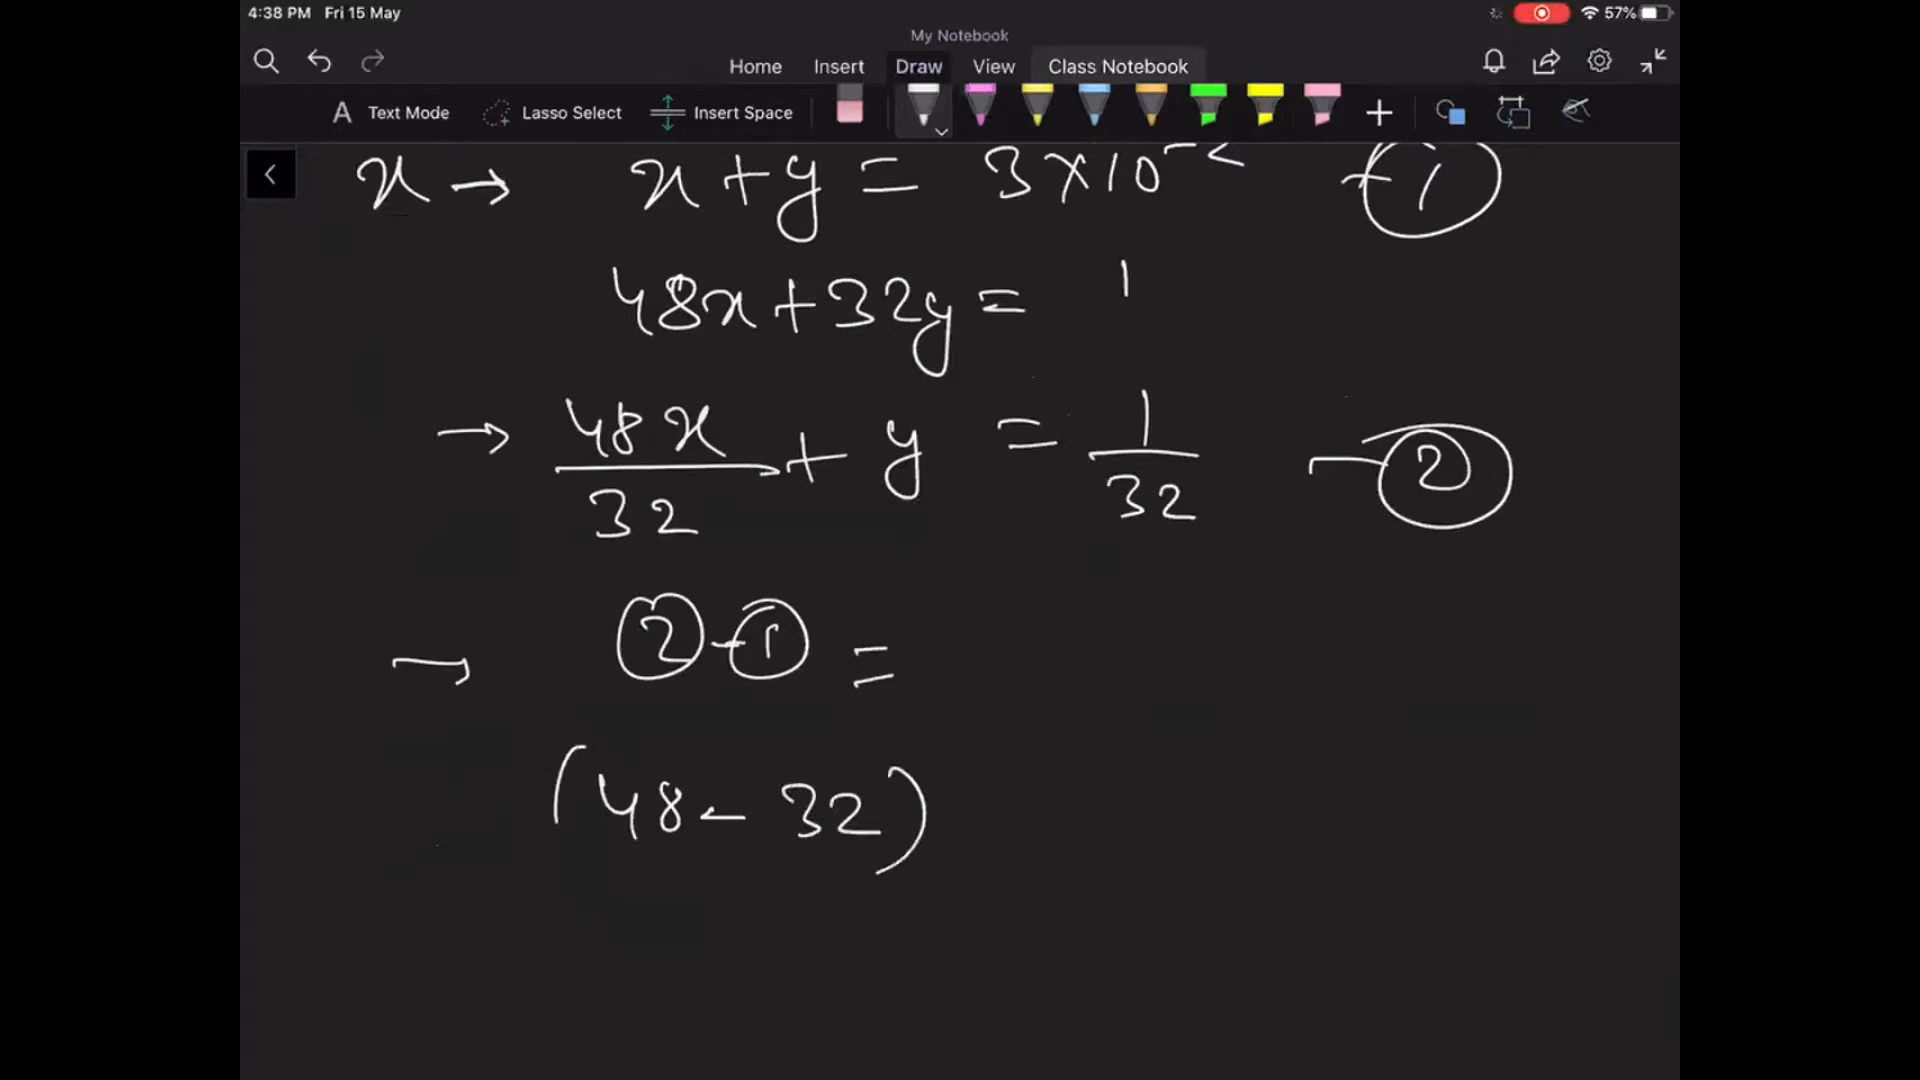 4:38 PM Fri 15 May 57%
My Notebook
Home Insert Draw View Class Notebook
A Text Mode Lasso Select Insert Space
x → x + y = 3×10⁻² - ①
48x + 32y = 1
→ 48x/32 + y = 1/32 - ②
→ ② - ① =
(48 - 32)